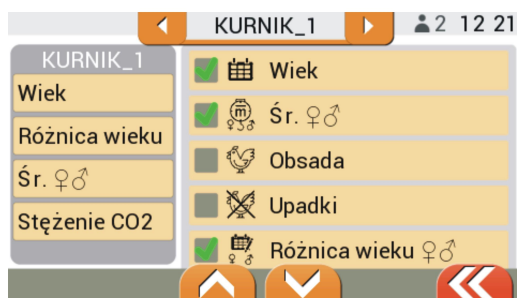 KURNIK_1
2 12 21
KURNIK_1
Wiek
Różnica wieku
Śr. ♀♂
Stężenie CO2
Wiek
Śr. ♀♂
Obsada
Upadki
Różnica wieku ♀♂